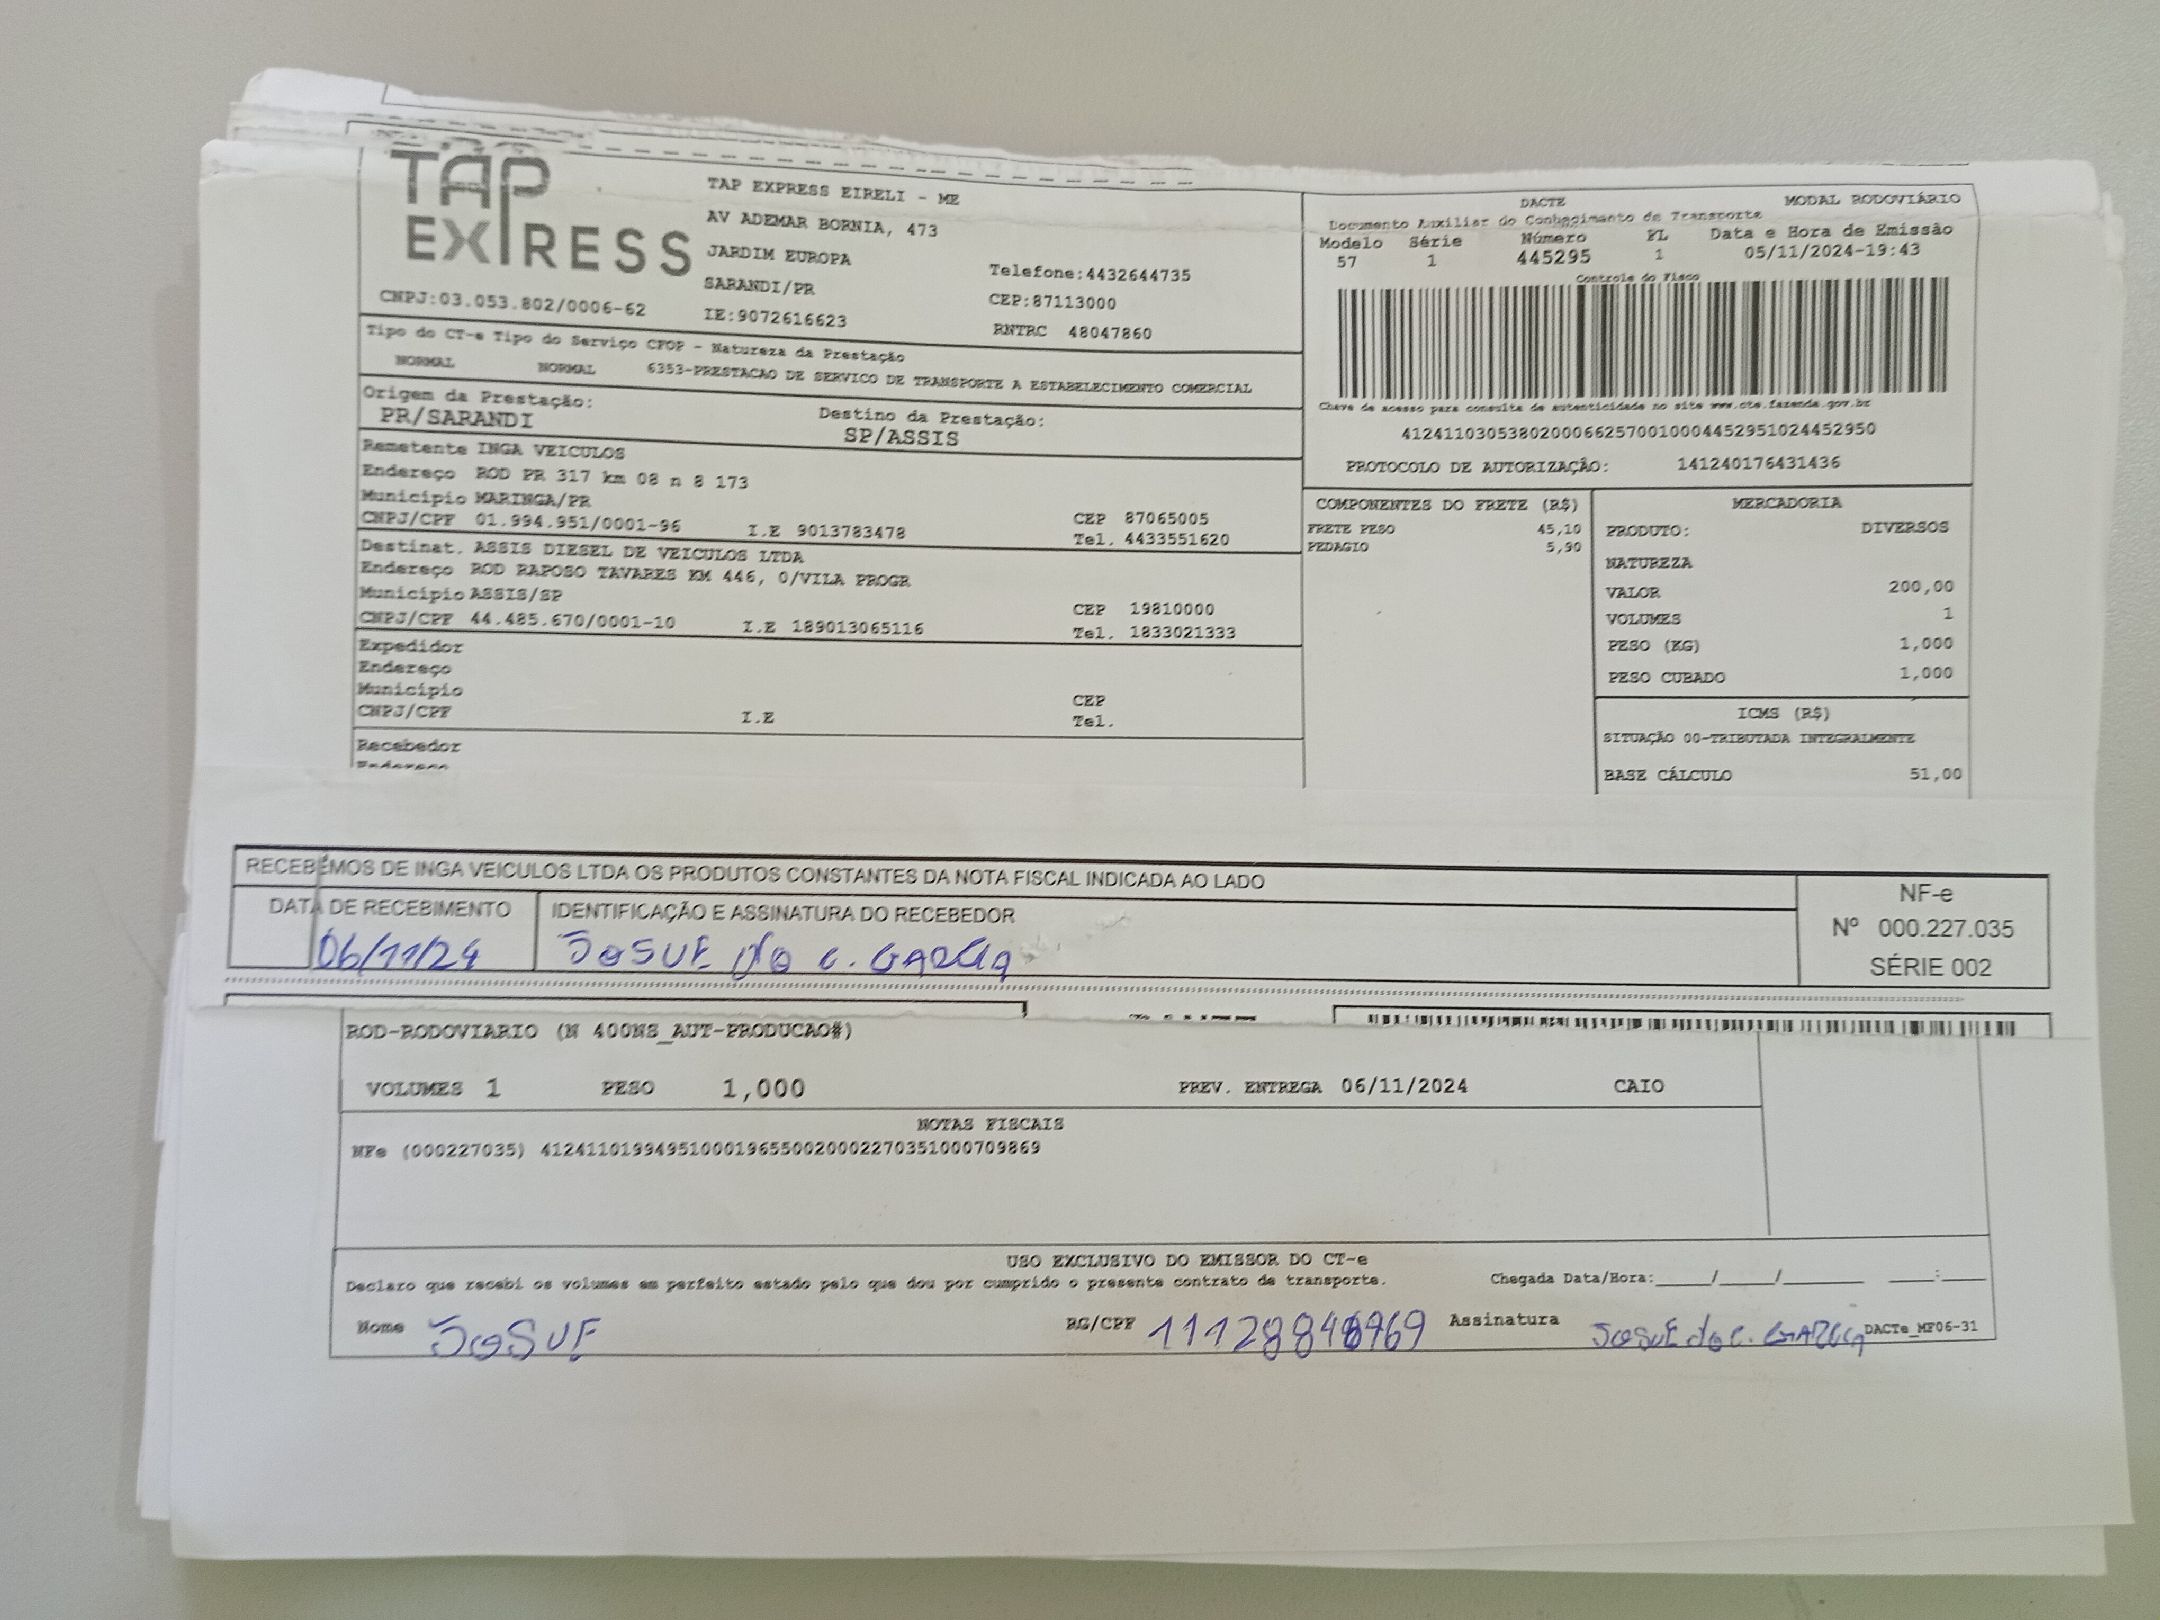 TAP
EXPRESS
CNPJ:03.053.802/0006-62
TAP EXPRESS EIRELI - ME
AV ADEMAR BORNIA, 473
JARDIM EUROPA
SARANDI/PR
IE:9072616623
Telefone:4432644735
CEP:87113000
RNTRC 48047860
DACTE MODAL RODOVIÁRIO
Documento Auxiliar do Conhecimento de Transporte
Modelo Série Número FL Data e Hora de Emissão
57 1 445295 1 05/11/2024-19:43
Controle do Fisco
Chave de acesso para consulta de autenticidade no site www.cte.fazenda.gov.br
41241103053802000662570010004452951024452950
PROTOCOLO DE AUTORIZAÇÃO: 141240176431436
Tipo do CT-e Tipo do Serviço CFOP - Natureza da Prestação
NORMAL NORMAL 6353-PRESTACAO DE SERVICO DE TRANSPORTE A ESTABELECIMENTO COMERCIAL
Origem da Prestação: Destino da Prestação:
PR/SARANDI SP/ASSIS
Remetente INGA VEICULOS
Endereço ROD PR 317 km 08 n 8 173
Município MARINGA/PR CEP 87065005
CNPJ/CPF 01.994.951/0001-96 I.E 9013783478 Tel. 4433551620
Destinat. ASSIS DIESEL DE VEICULOS LTDA
Endereço ROD RAPOSO TAVARES KM 446, 0/VILA PROGR
Município ASSIS/SP CEP 19810000
CNPJ/CPF 44.485.670/0001-10 I.E 189013065116 Tel. 1833021333
Expedidor
Endereço
Município CEP
CNPJ/CPF I.E Tel.
Recebedor
Endereço
COMPONENTES DO FRETE (R$)
FRETE PESO 45,10
PEDAGIO 5,90
MERCADORIA
PRODUTO: DIVERSOS
NATUREZA
VALOR 200,00
VOLUMES 1
PESO (KG) 1,000
PESO CUBADO 1,000
ICMS (R$)
SITUAÇÃO 00-TRIBUTADA INTEGRALMENTE
BASE CÁLCULO 51,00
RECEBEMOS DE INGA VEICULOS LTDA OS PRODUTOS CONSTANTES DA NOTA FISCAL INDICADA AO LADO
DATA DE RECEBIMENTO IDENTIFICAÇÃO E ASSINATURA DO RECEBEDOR
06/11/24 JOSUE do C. GARCIA
NF-e
Nº 000.227.035
SÉRIE 002
ROD-RODOVIARIO (N 400NS_AUT-PRODUCAO#)
VOLUMES 1 PESO 1,000 PREV. ENTREGA 06/11/2024 CAIO
NOTAS FISCAIS
NFe (000227035) 41241101994951000196550020002270351000709869
USO EXCLUSIVO DO EMISSOR DO CT-e
Declaro que recebi os volumes em perfeito estado pelo que dou por cumprido o presente contrato de transporte. Chegada Data/Hora:_____/_____/_______ ____:____
Nome JOSUE RG/CPF Assinatura JOSUE do C. GARCIA DACTe_MF06-31